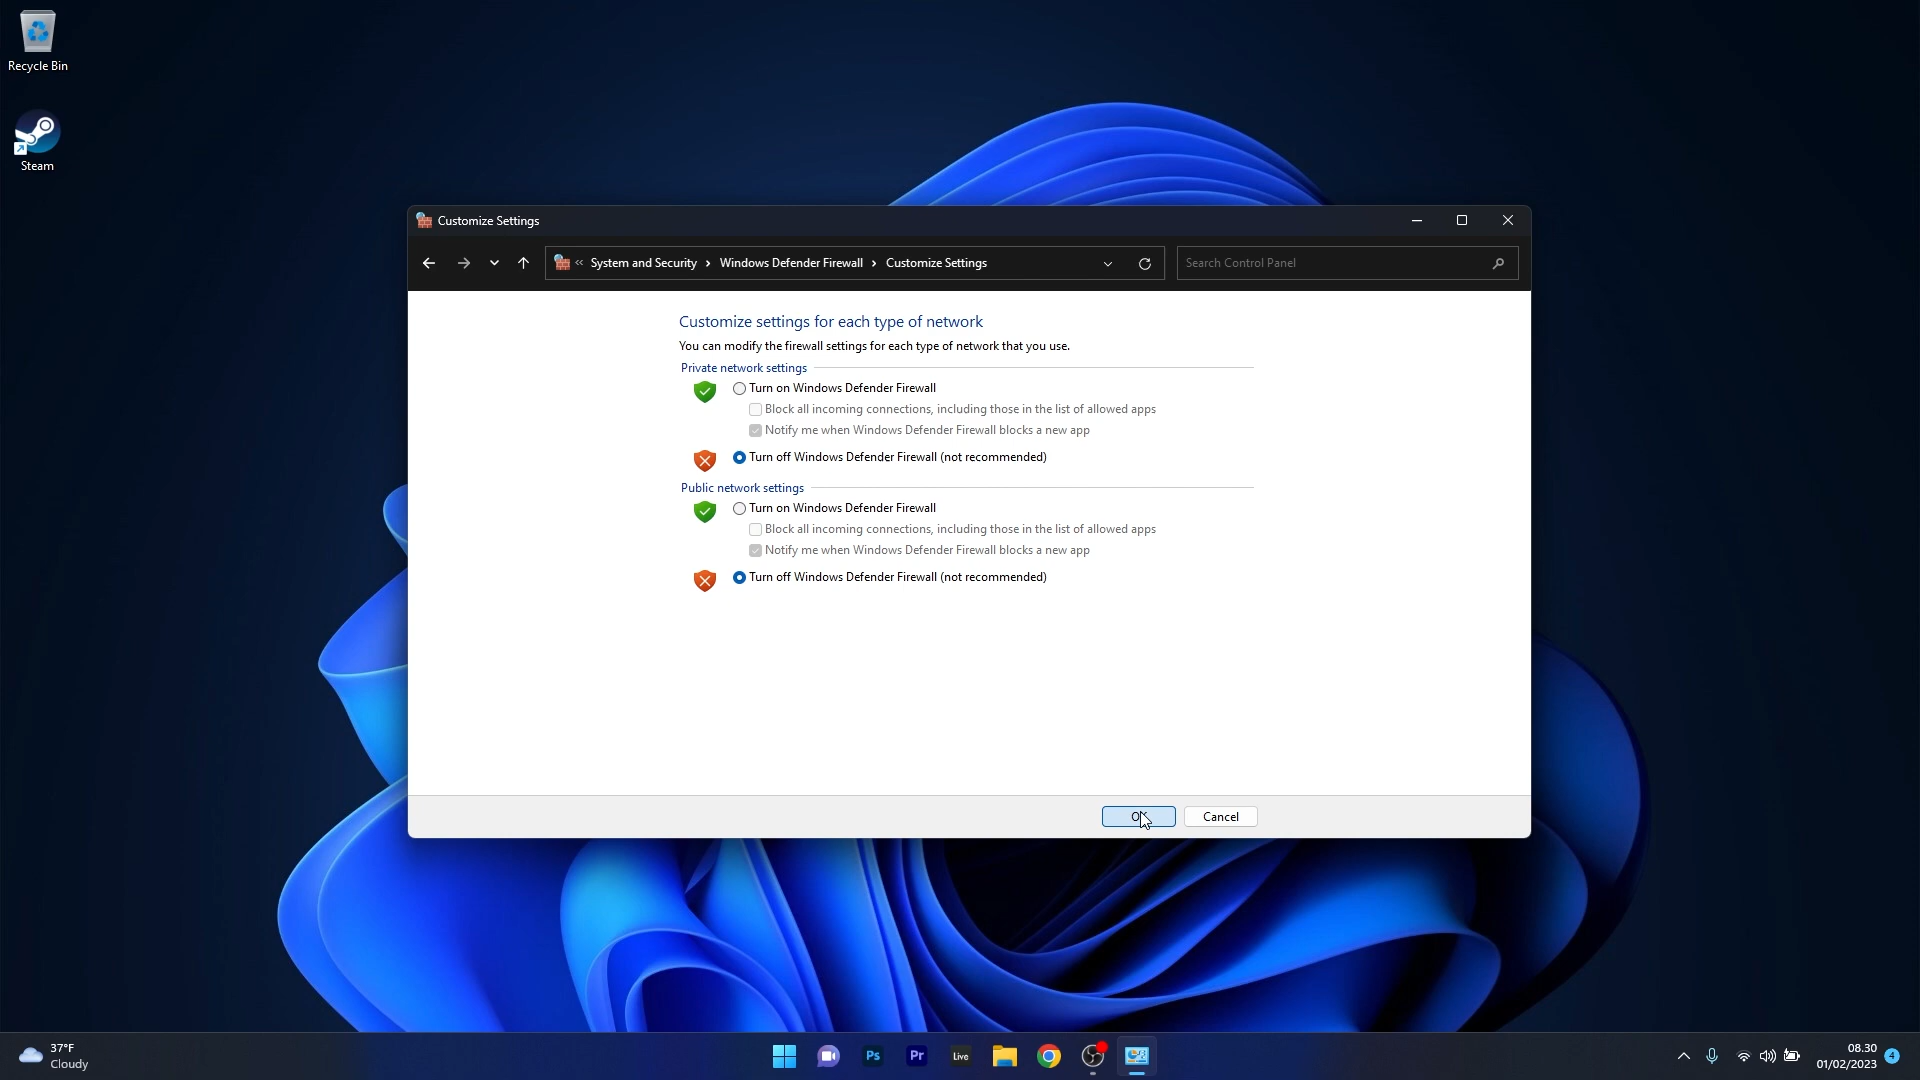 Recycle Bin
Steam
Customize Settings
System and Security
Windows Defender Firewall
Customize Settings
Search Control Panel
Customize settings for each type of network
You can modify the firewall settings for each type of network that you use.
Private network settings
Turn on Windows Defender Firewall
Block all incoming connections, including those in the list of allowed apps
Notify me when Windows Defender Firewall blocks a new app
Turn off Windows Defender Firewall (not recommended)
Public network settings
Turn on Windows Defender Firewall
Block all incoming connections, including those in the list of allowed apps
Notify me when Windows Defender Firewall blocks a new app
Turn off Windows Defender Firewall (not recommended)
Cancel
37°F
Cloudy
Ps
Pr
Live
08.30
01/02/2023
4